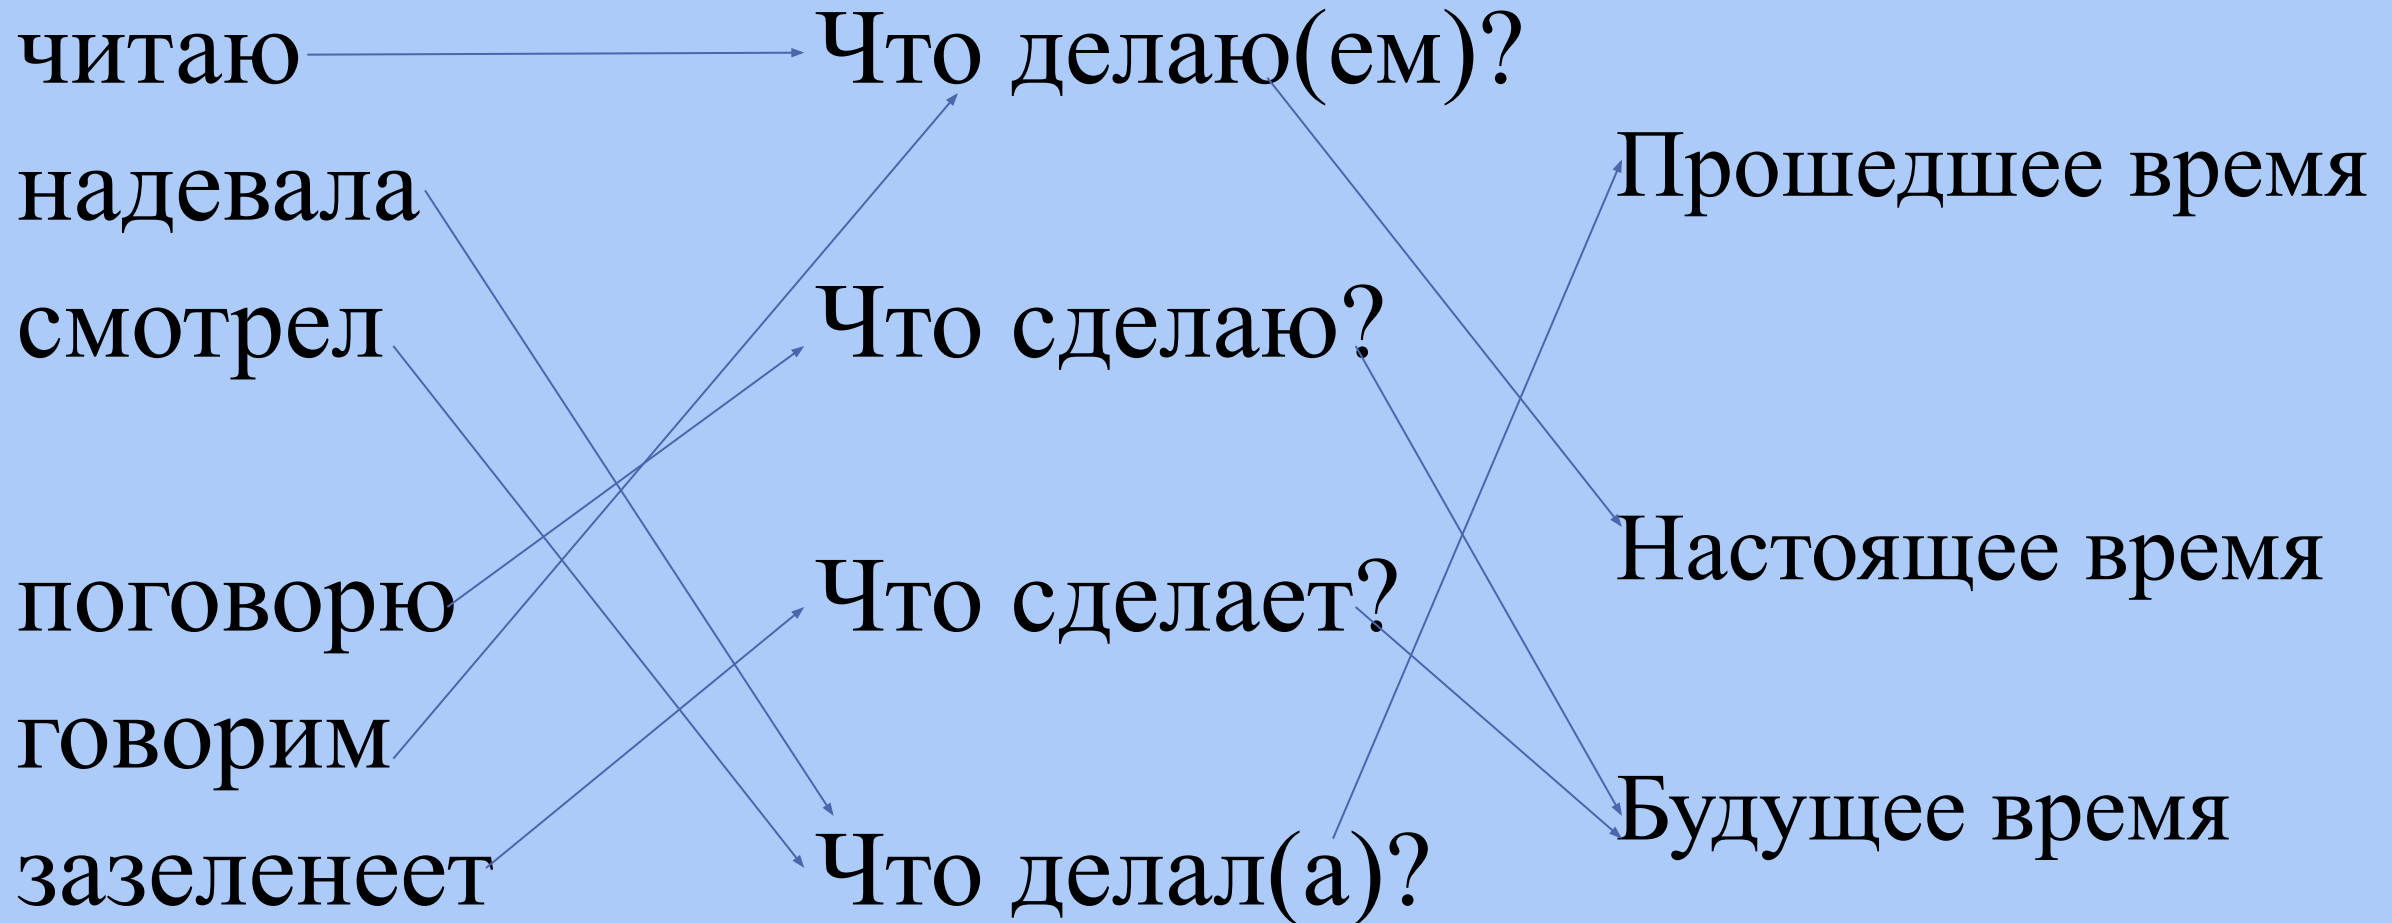 читаю
надевала
смотрел
поговорю
говорим
зазеленеет
Что делаю(ем)?
Что сделаю?
Что сделает?
Что делал(а)?
Прошедшее время
Настоящее время
Будущее время